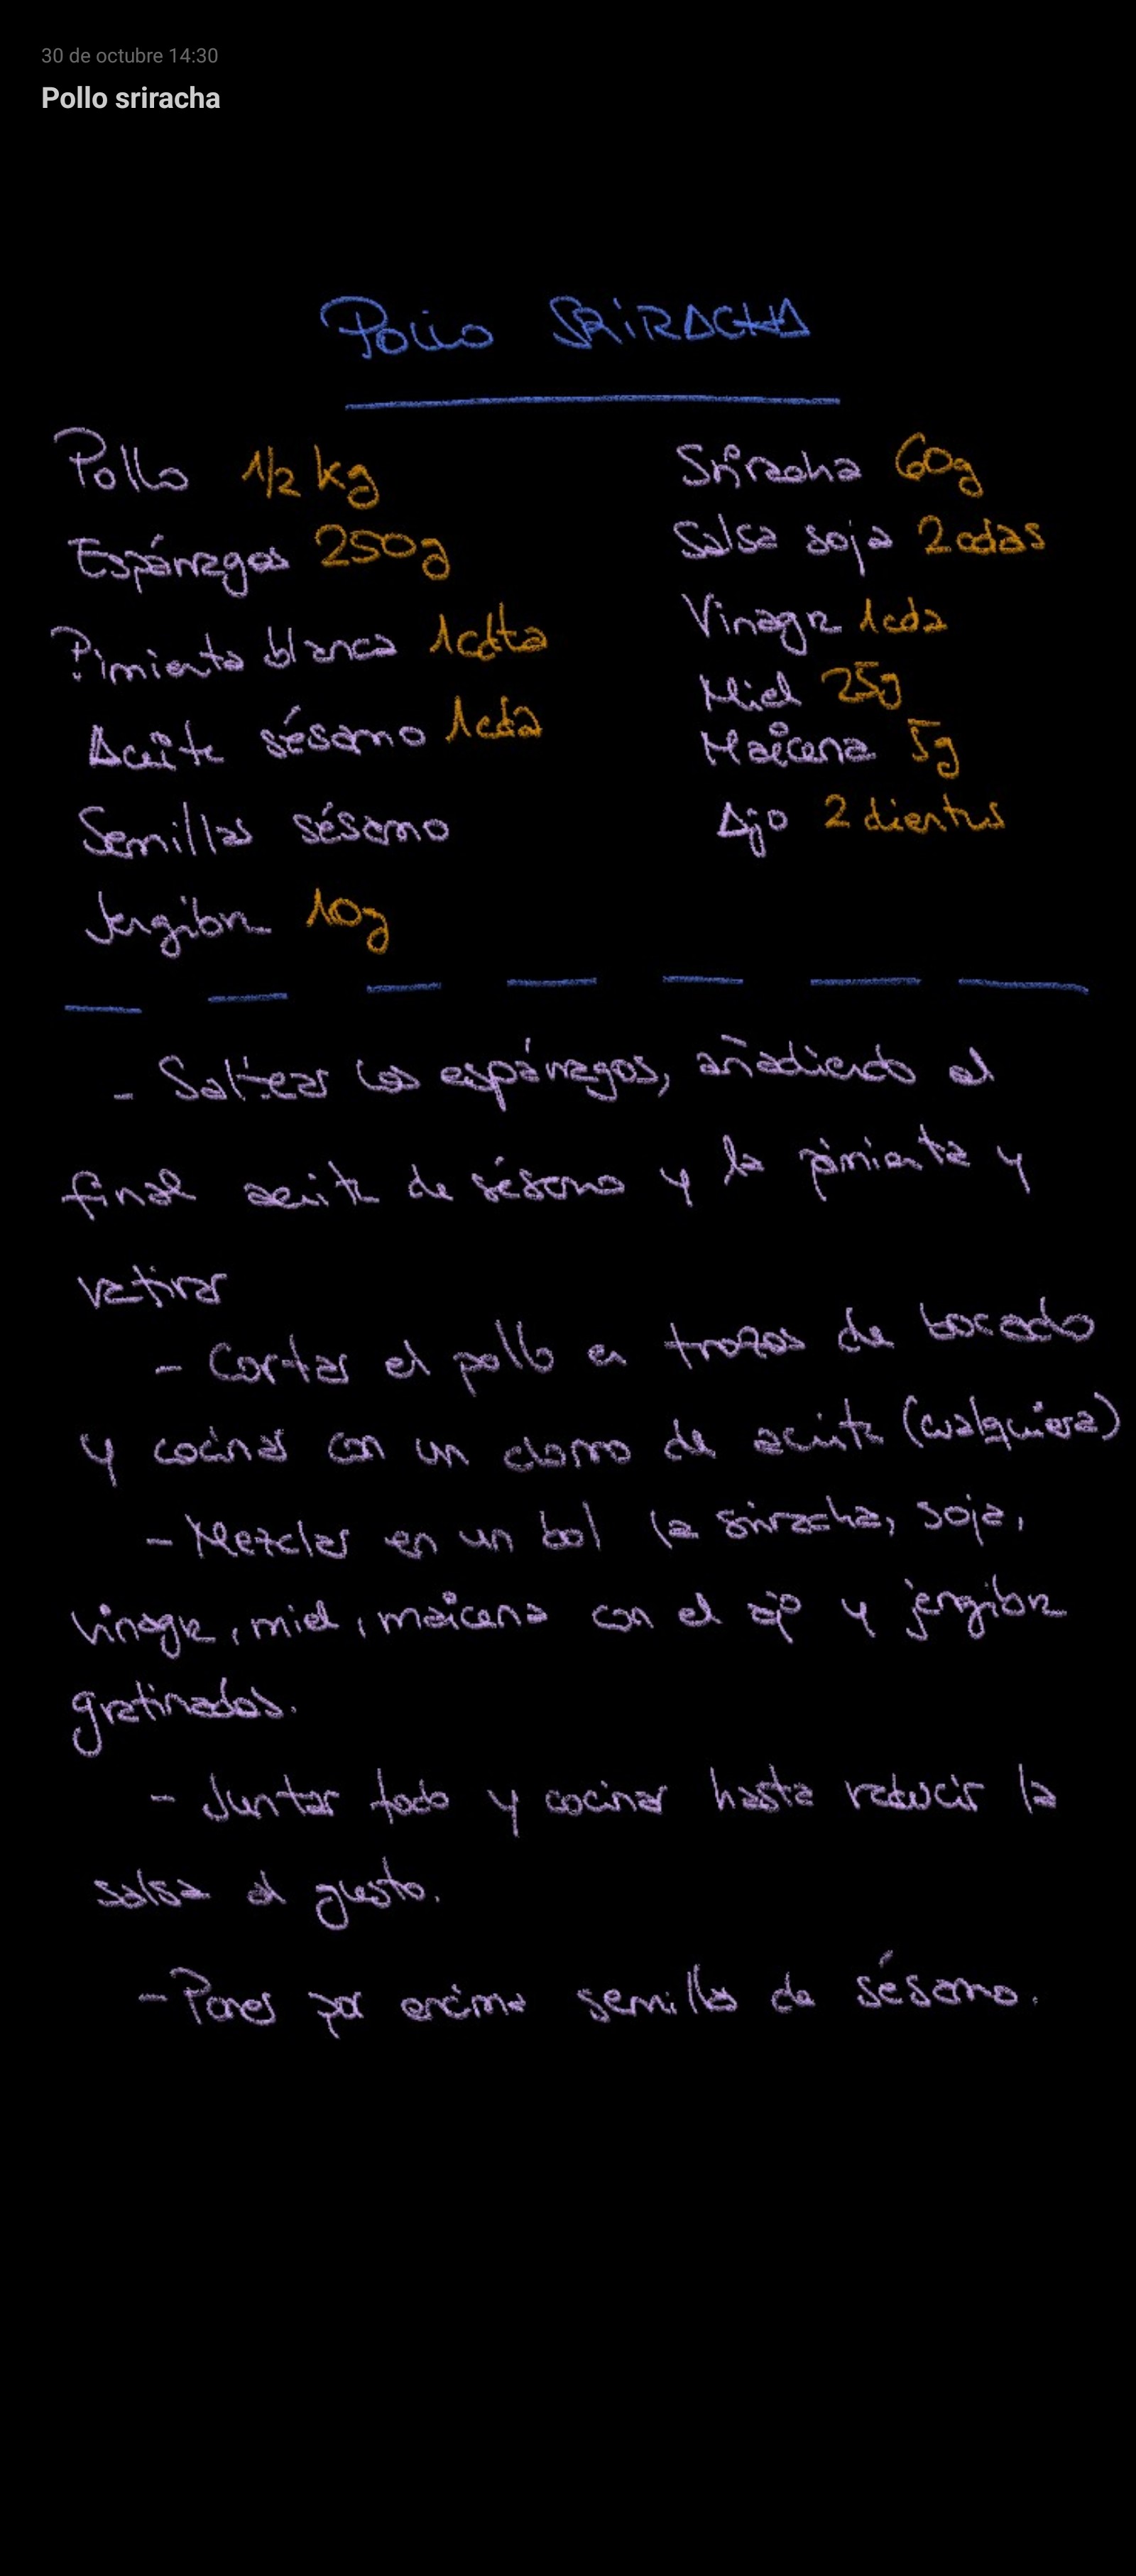 30 de octubre 14:30
Pollo sriracha
Pollo SRiRACHA
Pollo 1/2 kg
Espárragos 250g
Pimienta blanca 1cdta
Aceite sésamo 1cda
Semillas sésamo
Jengibre 10g
Sriracha 60g
Salsa soja 2cdas
Vinagre 1cda
Miel 25g
Maicena 5g
Ajo 2 dientes
- Saltear los espárragos, añadiendo al
final aceite de sésamo y la pimienta y
retirar
- Cortar el pollo en trozos de bocado
y cocinar con un chorro de aceite (cualquiera)
- Mezclar en un bol la sriracha, soja,
vinagre, miel, maicena con el ajo y jengibre
gratinados.
- Juntar todo y cocinar hasta reducir la
salsa al gusto.
- Poner por encima semillas de sésamo.